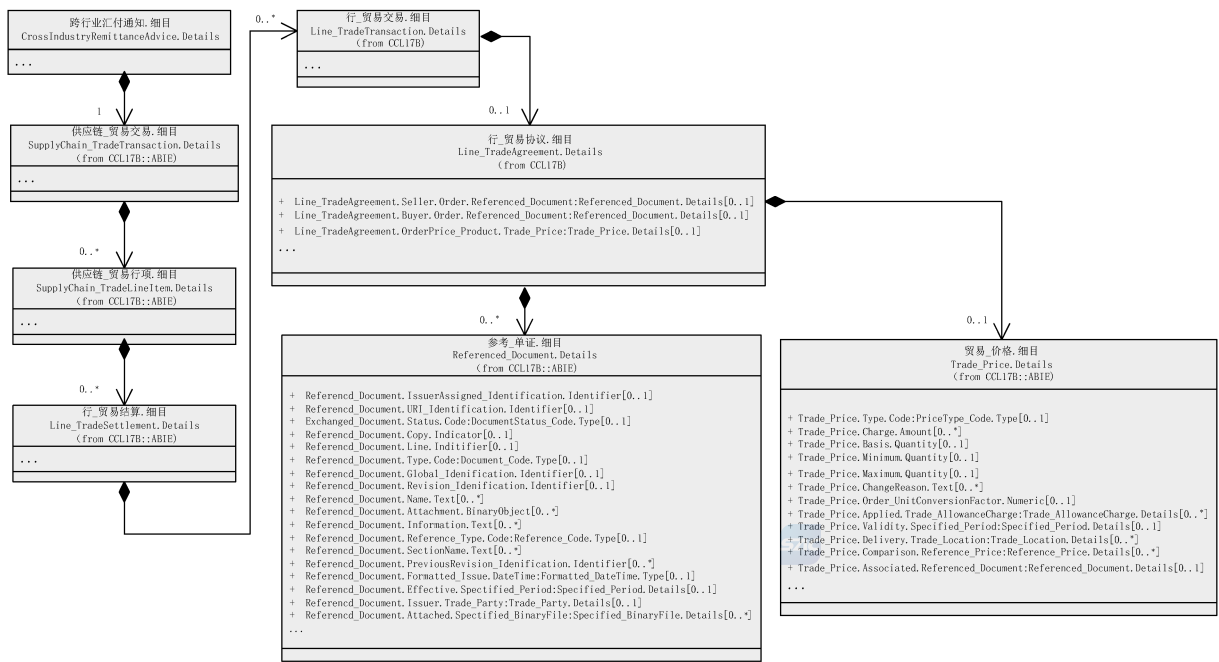 跨行业汇付通知.细目
CrossIndustryRemittanceAdvice.Details
...
1
供应链_贸易交易.细目
SupplyChain_TradeTransaction.Details
(from CCL17B::ABIE)
...
0..*
供应链_贸易行项.细目
SupplyChain_TradeLineItem.Details
(from CCL17B::ABIE)
...
0..*
行_贸易结算.细目
Line_TradeSettlement.Details
(from CCL17B::ABIE)
...
0..*
行_贸易交易.细目
Line_TradeTransaction.Details
(from CCL17B)
...
0..1
行_贸易协议.细目
Line_TradeAgreement.Details
(from CCL17B)
+ Line_TradeAgreement.Seller.Order.Referenced_Document:Referenced_Document.Details[0..1]
+ Line_TradeAgreement.Buyer.Order.Referenced_Document:Referenced_Document.Details[0..1]
+ Line_TradeAgreement.OrderPrice_Product.Trade_Price:Trade_Price.Details[0..1]
...
0..*
参考_单证.细目
Referenced_Document.Details
(from CCL17B::ABIE)
+ Referencd_Document.IssuerAssigned_Identification.Identifier[0..1]
+ Referencd_Document.URI_Identification.Identifier[0..1]
+ Exchanged_Document.Status.Code:DocumentStatus_Code.Type[0..1]
+ Referencd_Document.Copy.Indicator[0..1]
+ Referencd_Document.Line.Inditifier[0..1]
+ Referencd_Document.Type.Code:Document_Code.Type[0..1]
+ Referencd_Document.Global_Idenification.Identifier[0..1]
+ Referencd_Document.Revision_Idenification.Identifier[0..1]
+ Referencd_Document.Name.Text[0..*]
+ Referencd_Document.Attachment.BinaryObject[0..*]
+ Referencd_Document.Information.Text[0..*]
+ Referencd_Document.Reference_Type.Code:Reference_Code.Type[0..1]
+ Referencd_Document.SectionName.Text[0..*]
+ Referencd_Document.PreviousRevision_Idenification.Identifier[0..*]
+ Referencd_Document.Formatted_Issue.DateTime:Formatted_DateTime.Type[0..1]
+ Referencd_Document.Effective.Spectified_Period:Specified_Period.Details[0..1]
+ Referencd_Document.Issuer.Trade_Party:Trade_Party.Details[0..1]
+ Referencd_Document.Attached.Spectified_BinaryFile:Specified_BinaryFile.Details[0..*]
...
0..1
贸易_价格.细目
Trade_Price.Details
(from CCL17B::ABIE)
+ Trade_Price.Type.Code:PriceType_Code.Type[0..1]
+ Trade_Price.Charge.Amount[0..*]
+ Trade_Price.Basis.Quantity[0..1]
+ Trade_Price.Minimum.Quantity[0..1]
+ Trade_Price.Maximum.Quantity[0..1]
+ Trade_Price.ChangeReason.Text[0..*]
+ Trade_Price.Order_UnitConversionFactor.Numeric[0..1]
+ Trade_Price.Applied.Trade_AllowanceCharge:Trade_AllowanceCharge.Details[0..*]
+ Trade_Price.Validity.Specified_Period:Specified_Period.Details[0..1]
+ Trade_Price.Delivery.Trade_Location:Trade_Location.Details[0..*]
+ Trade_Price.Comparison.Reference_Price:Reference_Price.Details[0..*]
+ Trade_Price.Associated.Referenced_Document:Referenced_Document.Details[0..1]
...